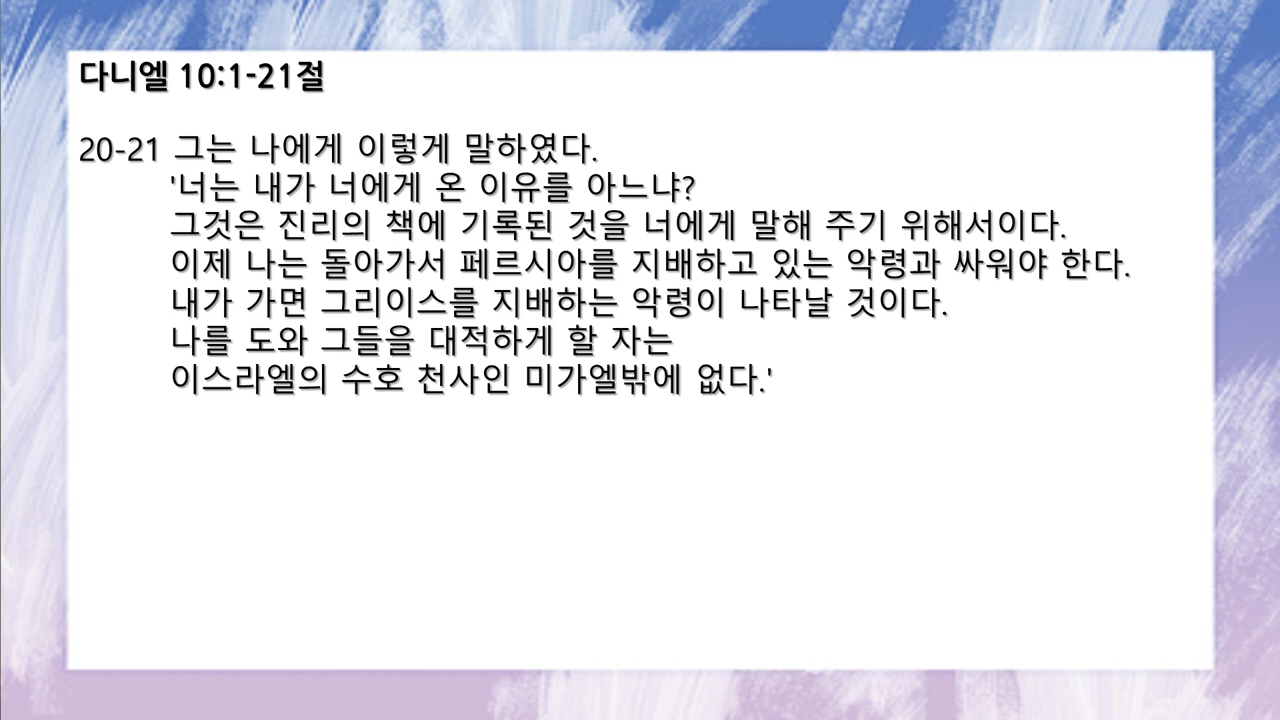 다니엘 10:1-21절
20-21 그는 나에게 이렇게 말하였다.
'너는 내가 너에게 온 이유를 아느냐?
그것은 진리의 책에 기록된 것을 너에게 말해 주기 위해서이다.
이제 나는 돌아가서 페르시아를 지배하고 있는 악령과 싸워야 한다.
내가 가면 그리이스를 지배하는 악령이 나타날 것이다.
나를 도와 그들을 대적하게 할 자는
이스라엘의 수호 천사인 미가엘밖에 없다.'